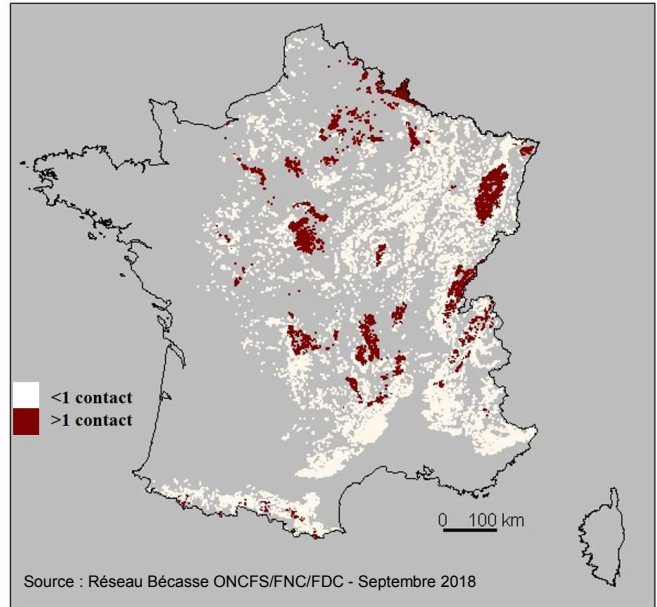 <1 contact
>1 contact
0 100 km
Source : Réseau Bécasse ONCFS/FNC/FDC - Septembre 2018